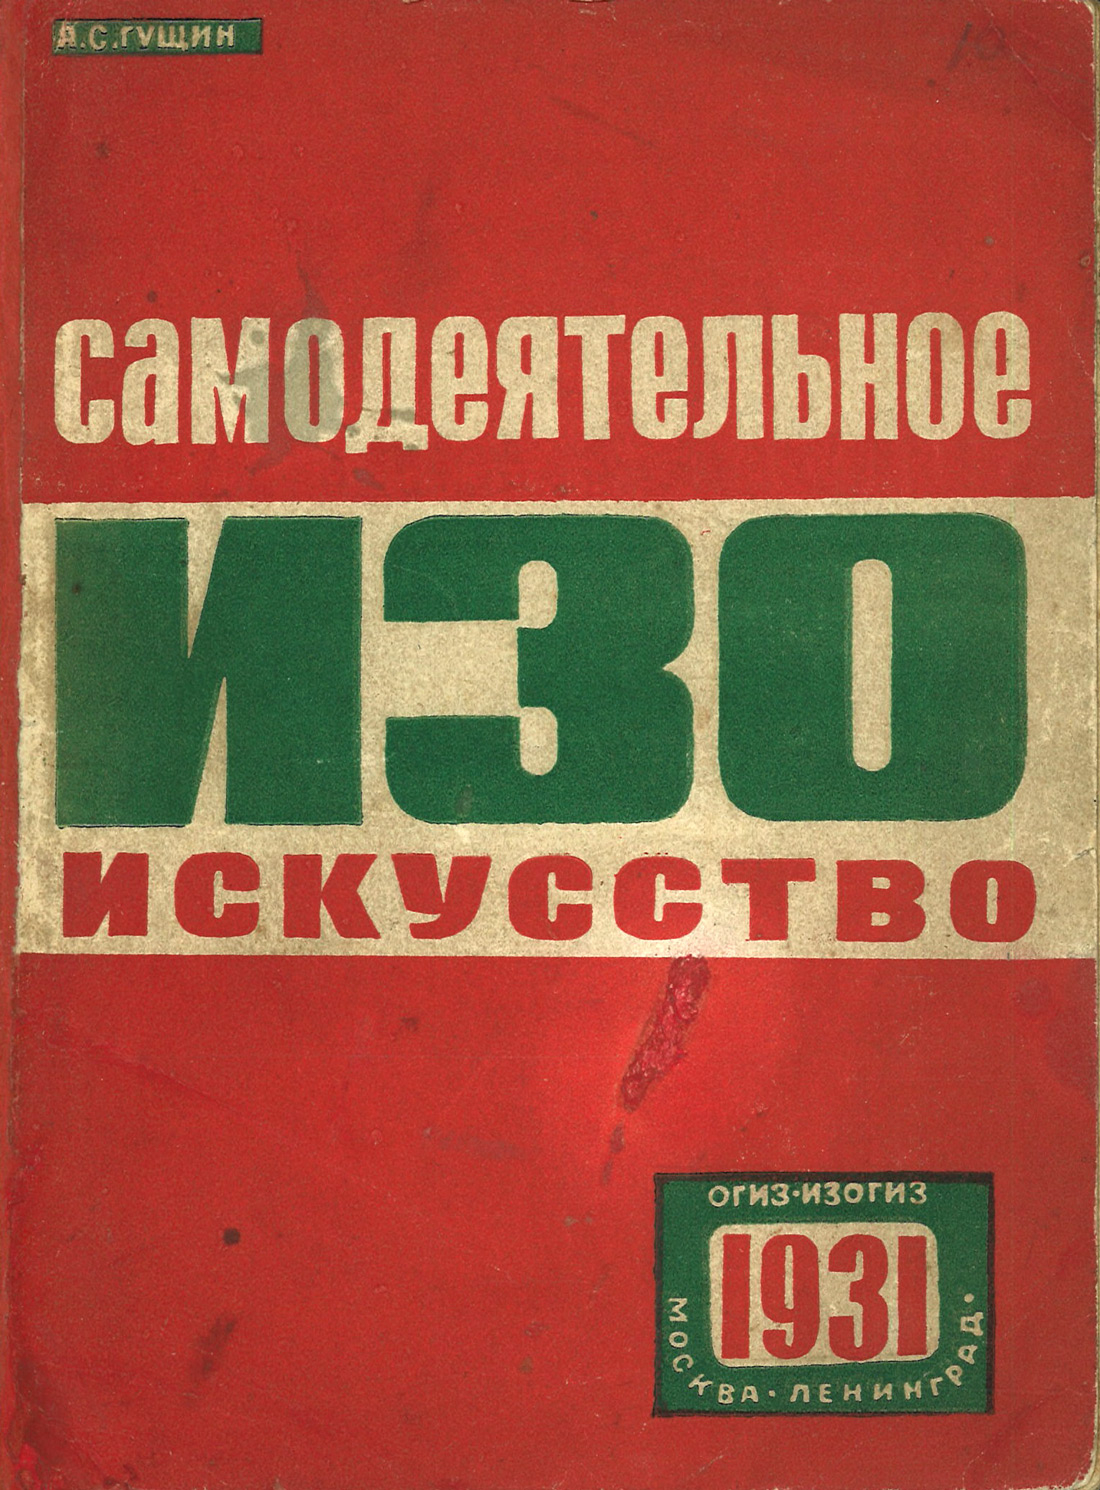 А.С.ГУЩИН
самодеятельное
ИЗО
ИСКУССТВО
ОГИЗ·ИЗОГИЗ
1931
МОСКВА·ЛЕНИНГРАД·